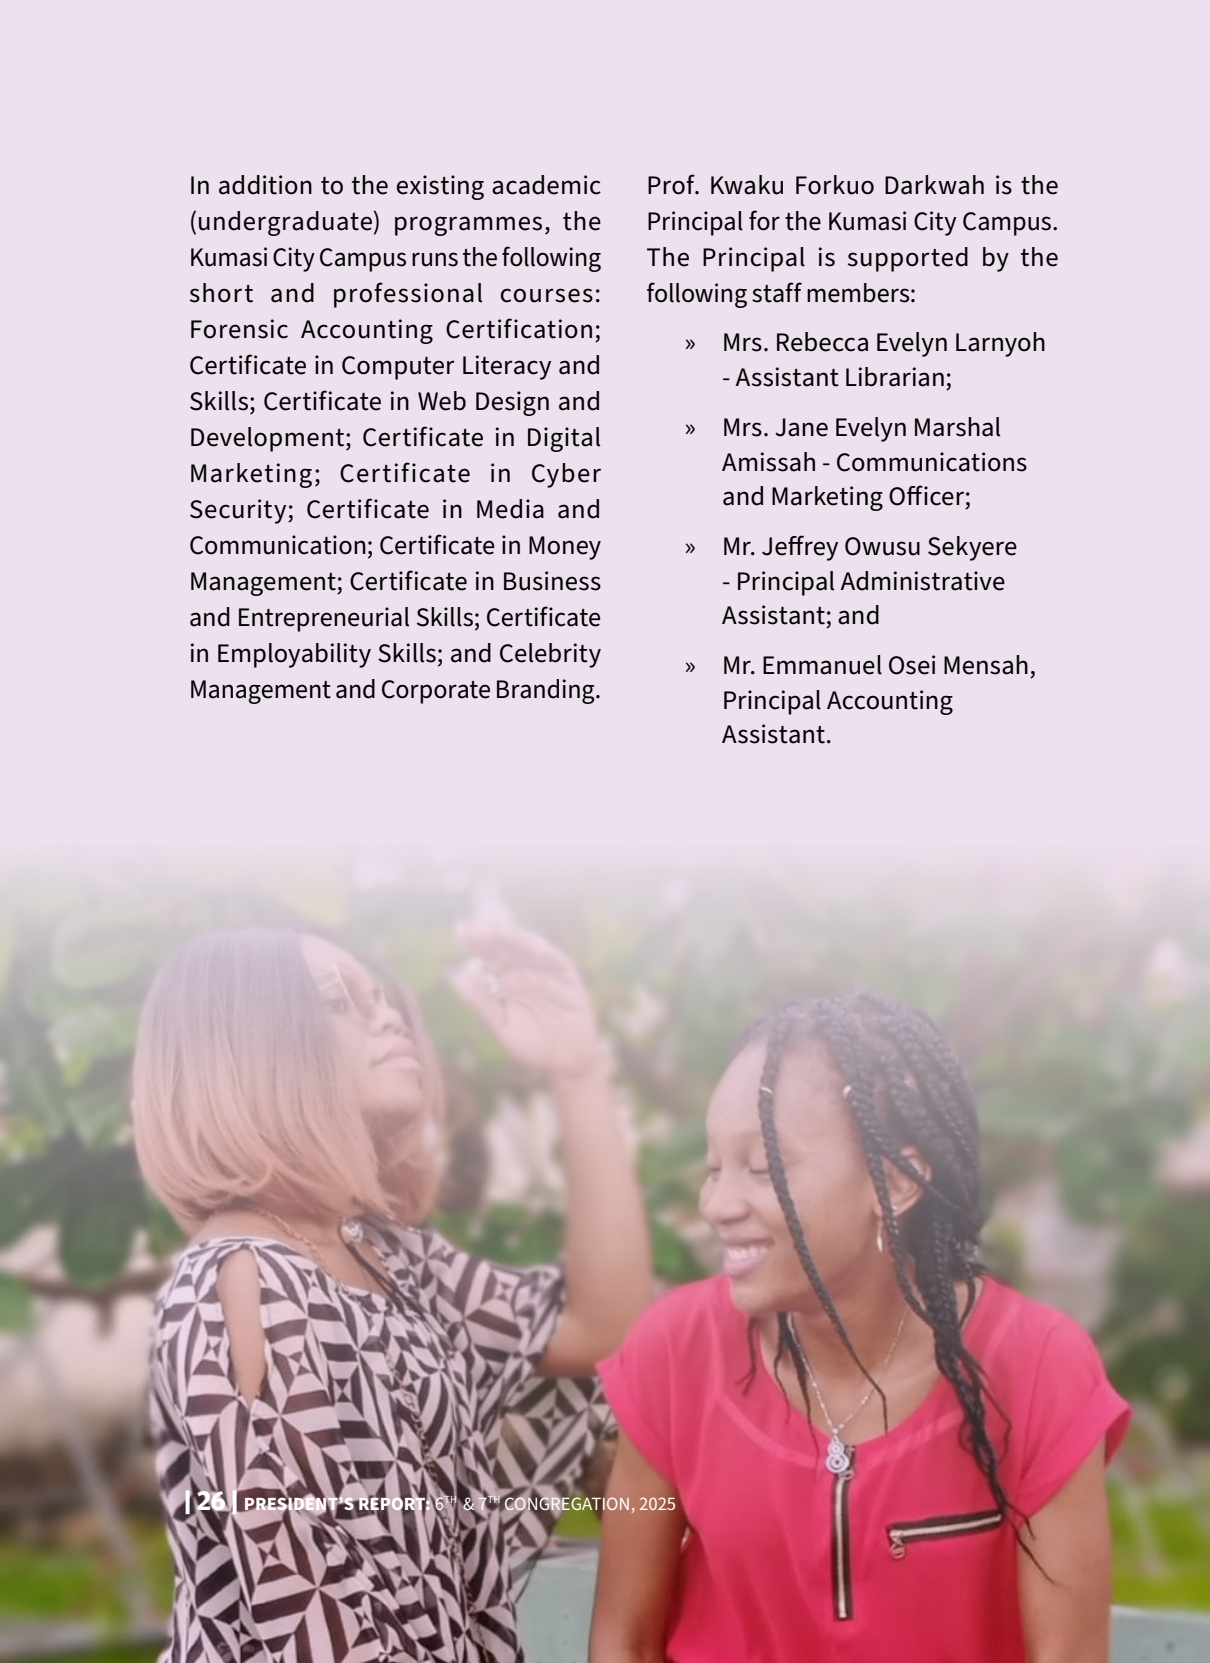 In addition to the existing academic
(undergraduate) programmes, the
Kumasi City Campus runs the following
short and professional courses:
Forensic Accounting Certification;
Certificate in Computer Literacy and
Skills; Certificate in Web Design and
Development; Certificate in Digital
Marketing; Certificate in Cyber
Security; Certificate in Media and
Communication; Certificate in Money
Management; Certificate in Business
and Entrepreneurial Skills; Certificate
in Employability Skills; and Celebrity
Management and Corporate Branding.
Prof. Kwaku Forkuo Darkwah is the
Principal for the Kumasi City Campus.
The Principal is supported by the
following staff members:
» Mrs. Rebecca Evelyn Larnyoh
- Assistant Librarian;
» Mrs. Jane Evelyn Marshal
Amissah - Communications
and Marketing Officer;
» Mr. Jeffrey Owusu Sekyere
- Principal Administrative
Assistant; and
» Mr. Emmanuel Osei Mensah,
Principal Accounting
Assistant.
| 26 | PRESIDENT'S REPORT: 6TH & 7TH CONGREGATION, 2025